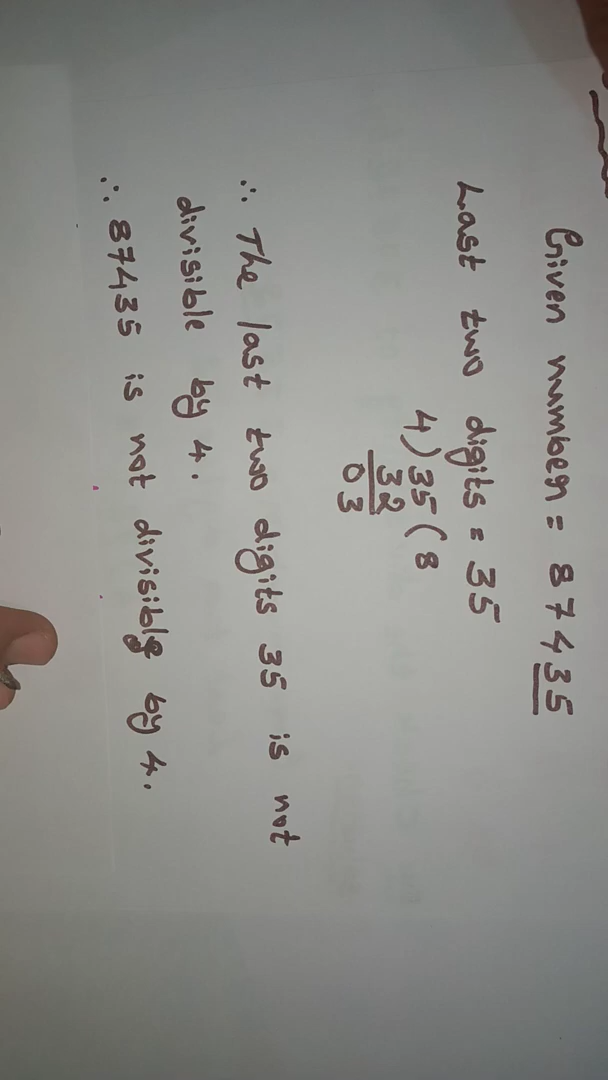 Given number = 87435
Last two digits = 35
4) 35 ( 8
32
03
∴ The last two digits 35 is not
divisible by 4.
∴ 87435 is not divisible by 4.